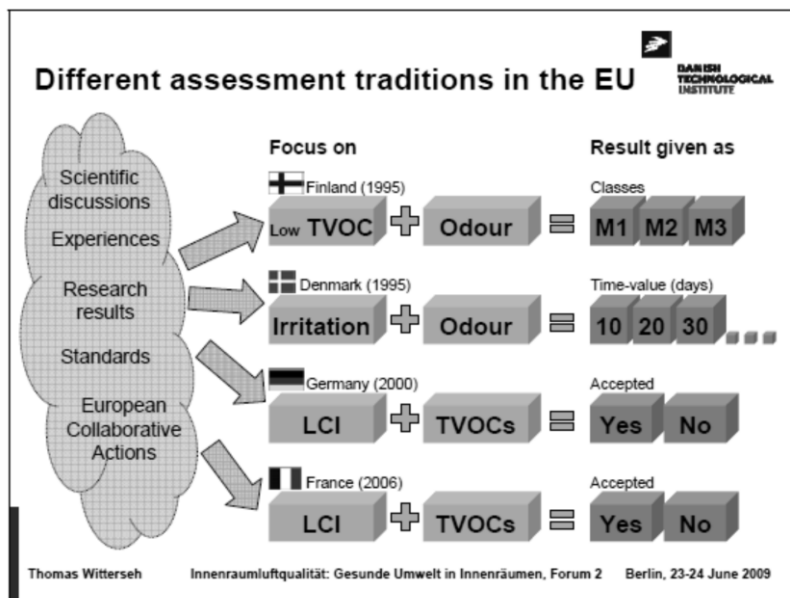 Different assessment traditions in the EU
DANISH
TECHNOLOGICAL
INSTITUTE
Scientific
discussions
Experiences
Research
results
Standards
European
Collaborative
Actions
Focus on
Result given as
Finland (1995)
Classes
Low TVOC + Odour = M1 M2 M3
Denmark (1995)
Time-value (days)
Irritation + Odour = 10 20 30
Germany (2000)
Accepted
LCI + TVOCs = Yes No
France (2006)
Accepted
LCI + TVOCs = Yes No
Thomas Witterseh Innenraumluftqualität: Gesunde Umwelt in Innenräumen, Forum 2 Berlin, 23-24 June 2009